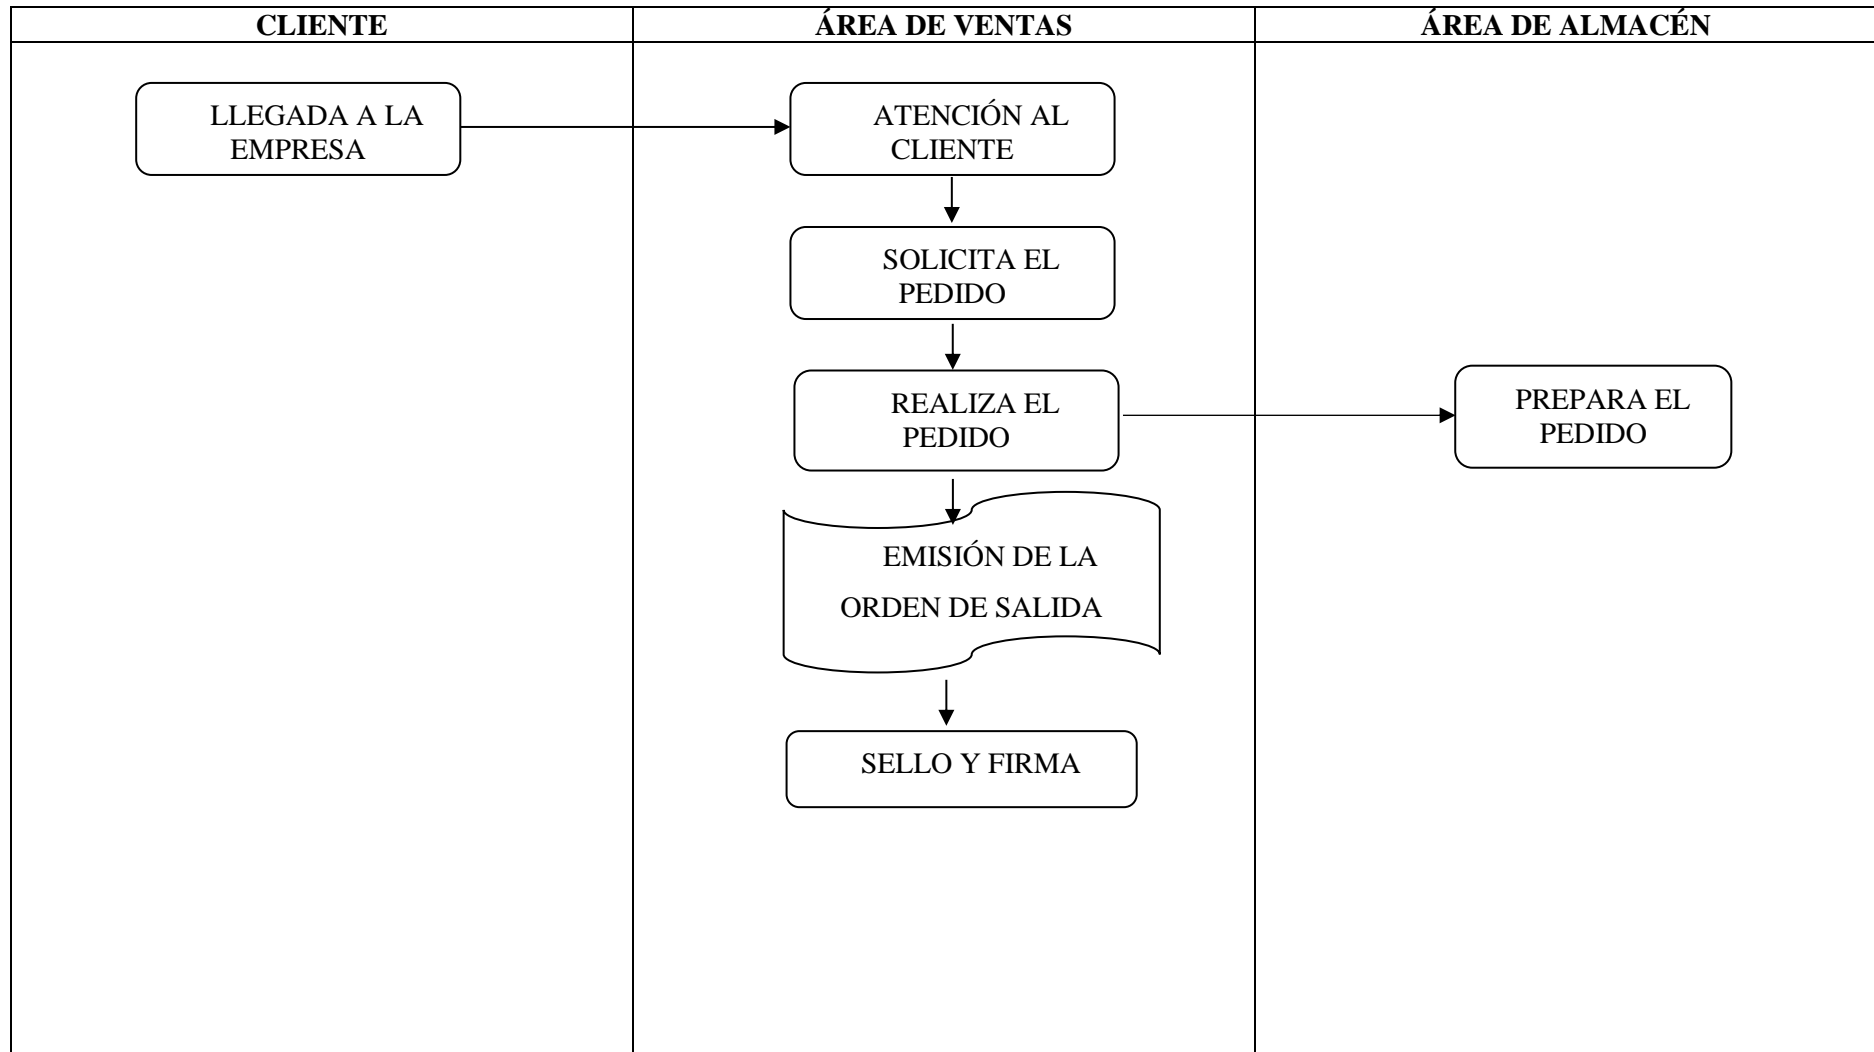 CLIENTE
ÁREA DE VENTAS
ÁREA DE ALMACÉN
LLEGADA A LA
EMPRESA
ATENCIÓN AL
CLIENTE
SOLICITA EL
PEDIDO
REALIZA EL
PEDIDO
PREPARA EL
PEDIDO
EMISIÓN DE LA
ORDEN DE SALIDA
SELLO Y FIRMA